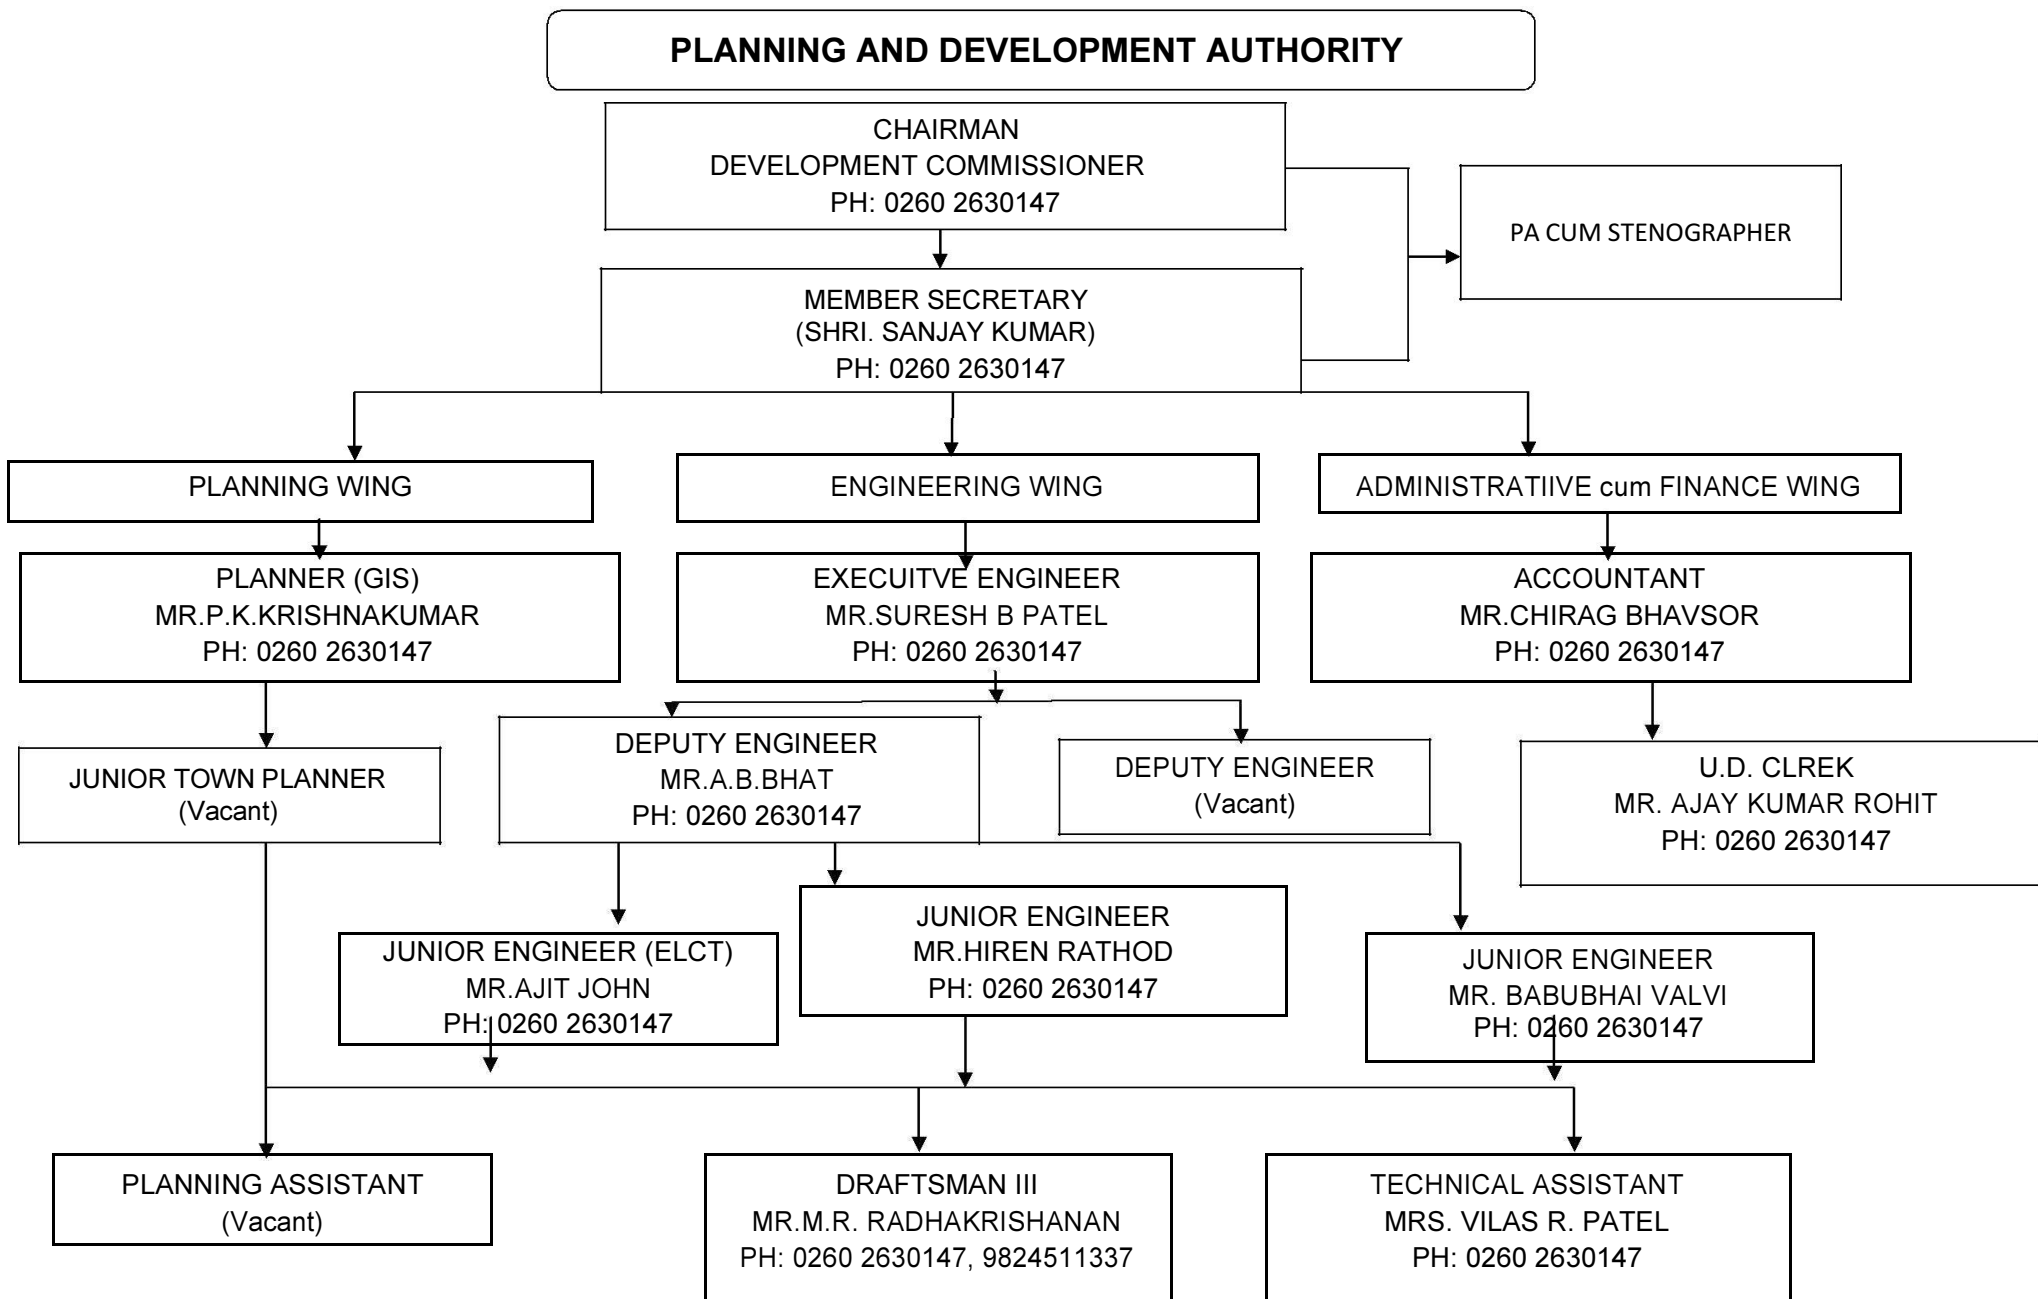 PLANNING AND DEVELOPMENT AUTHORITY
CHAIRMAN
DEVELOPMENT COMMISSIONER
PH: 0260 2630147
PA CUM STENOGRAPHER
MEMBER SECRETARY
(SHRI. SANJAY KUMAR)
PH: 0260 2630147
PLANNING WING
ENGINEERING WING
ADMINISTRATIIVE cum FINANCE WING
PLANNER (GIS)
MR.P.K.KRISHNAKUMAR
PH: 0260 2630147
EXECUITVE ENGINEER
MR.SURESH B PATEL
PH: 0260 2630147
ACCOUNTANT
MR.CHIRAG BHAVSOR
PH: 0260 2630147
JUNIOR TOWN PLANNER
(Vacant)
DEPUTY ENGINEER
MR.A.B.BHAT
PH: 0260 2630147
DEPUTY ENGINEER
(Vacant)
U.D. CLREK
MR. AJAY KUMAR ROHIT
PH: 0260 2630147
JUNIOR ENGINEER (ELCT)
MR.AJIT JOHN
PH: 0260 2630147
JUNIOR ENGINEER
MR.HIREN RATHOD
PH: 0260 2630147
JUNIOR ENGINEER
MR. BABUBHAI VALVI
PH: 0260 2630147
PLANNING ASSISTANT
(Vacant)
DRAFTSMAN III
MR.M.R. RADHAKRISHANAN
PH: 0260 2630147, 9824511337
TECHNICAL ASSISTANT
MRS. VILAS R. PATEL
PH: 0260 2630147